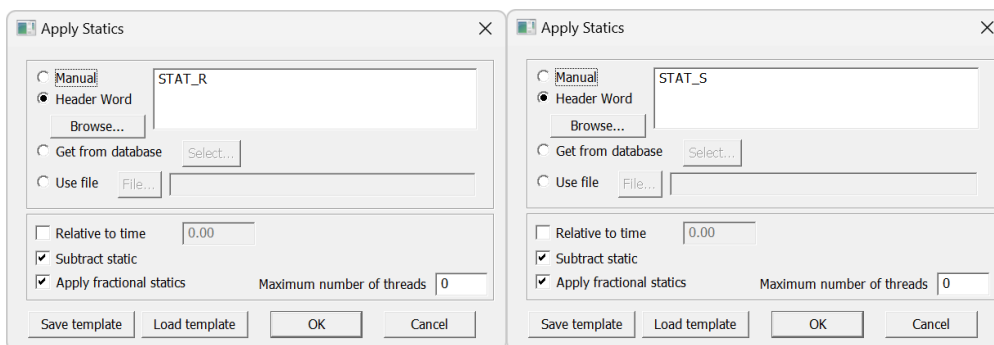 Apply Statics
Manual
STAT_R
Header Word
Browse...
Get from database
Select...
Use file
File...
Relative to time
0.00
Subtract static
Apply fractional statics
Maximum number of threads
0
Save template
Load template
OK
Cancel
Apply Statics
Manual
STAT_S
Header Word
Browse...
Get from database
Select...
Use file
File...
Relative to time
0.00
Subtract static
Apply fractional statics
Maximum number of threads
0
Save template
Load template
OK
Cancel